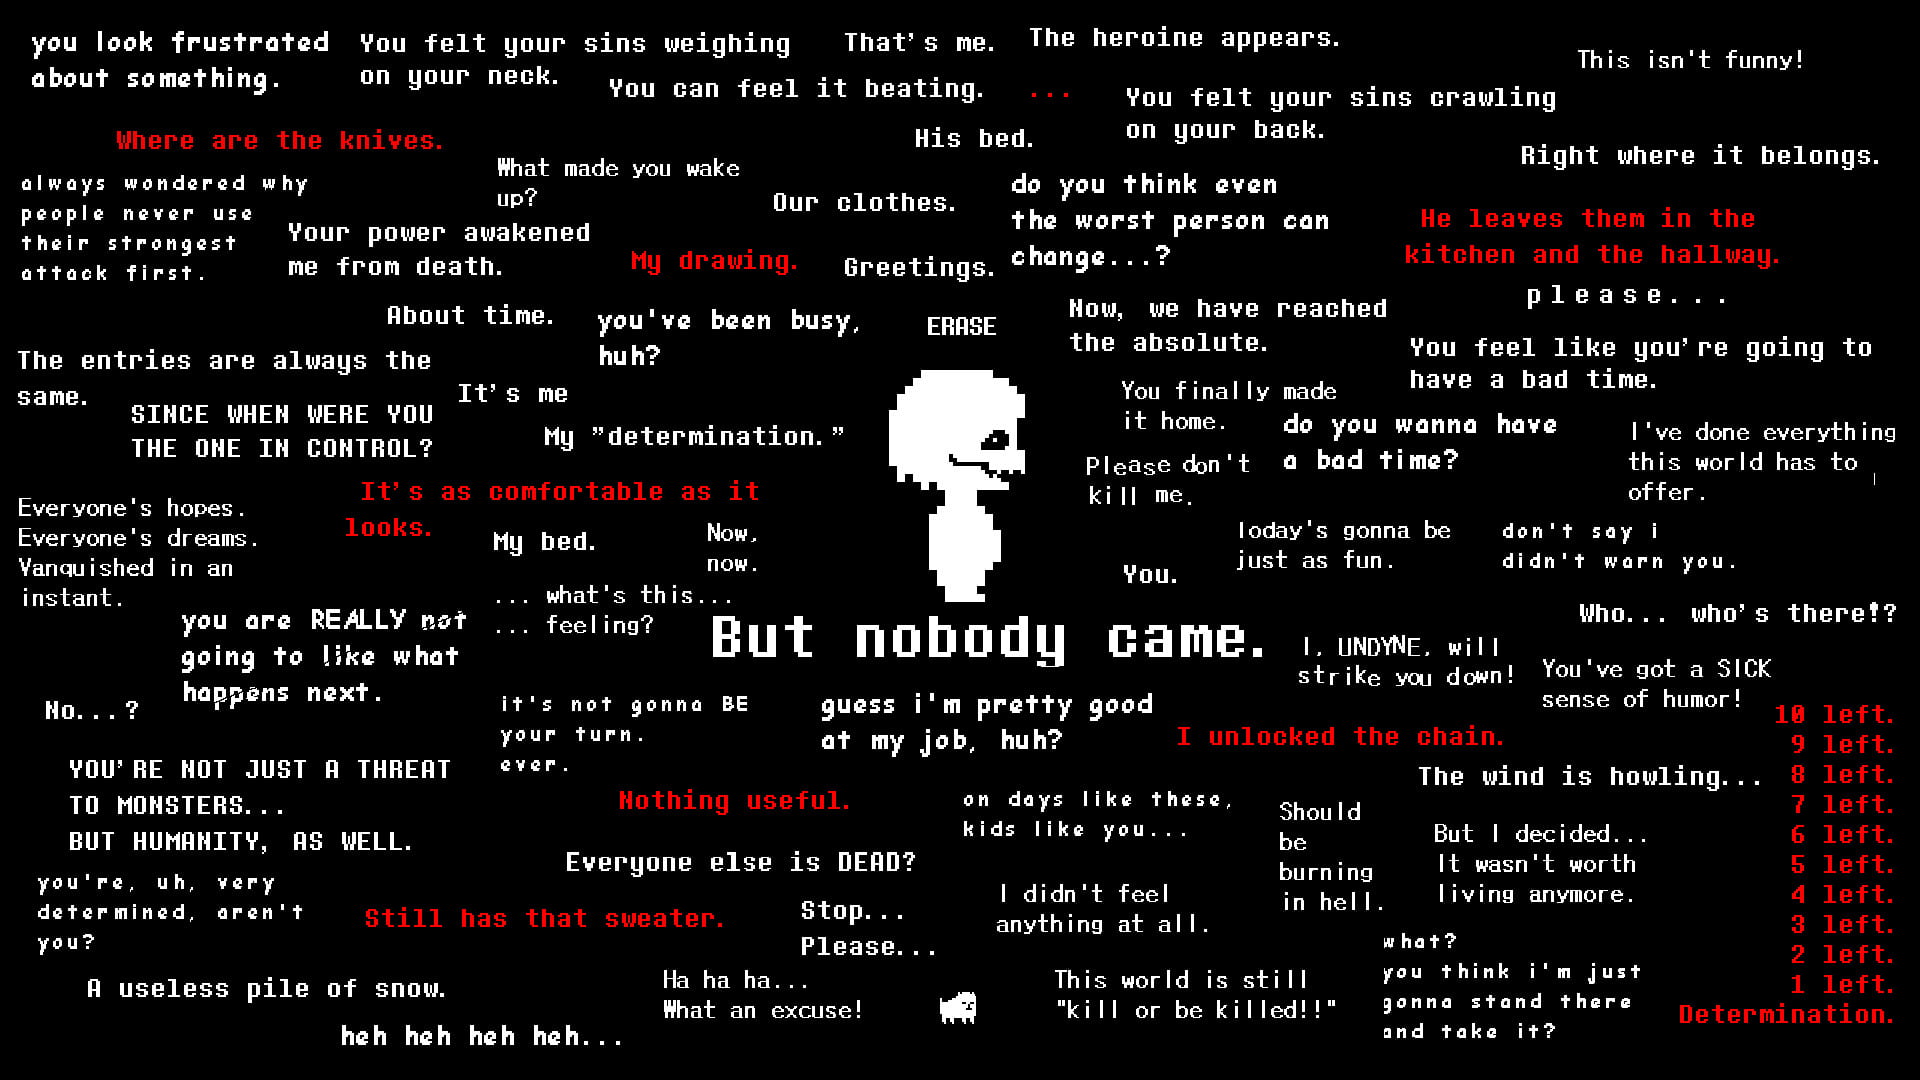 you look frustrated
about something.
You felt your sins weighing
on your neck.
That's me.
The heroine appears.
This isn't funny!
You can feel it beating.
...
You felt your sins crawling
on your back.
Where are the knives.
His bed.
Right where it belongs.
always wondered why
people never use
their strongest
attack first.
What made you wake
up?
Our clothes.
do you think even
the worst person can
change...?
He leaves them in the
kitchen and the hallway.
Your power awakened
me from death.
My drawing.
Greetings.
please...
About time.
you've been busy,
huh?
ERASE
Now, we have reached
the absolute.
You feel like you're going to
have a bad time.
The entries are always the
same.
It's me
You finally made
it home.
SINCE WHEN WERE YOU
THE ONE IN CONTROL?
My "determination."
do you wanna have
a bad time?
I've done everything
this world has to
offer.
Please don't
kill me.
It's as comfortable as it
looks.
Everyone's hopes.
Everyone's dreams.
Vanquished in an
instant.
My bed.
Now,
now.
Today's gonna be
just as fun.
don't say i
didn't warn you.
You.
... what's this...
... feeling?
Who... who's there!?
you are REALLY not
going to like what
happens next.
But nobody came.
I, UNDYNE, will
strike you down!
You've got a SICK
sense of humor!
No...?
it's not gonna BE
your turn.
ever.
guess i'm pretty good
at my job, huh?
I unlocked the chain.
10 left.
9 left.
8 left.
7 left.
6 left.
5 left.
4 left.
3 left.
2 left.
1 left.
Determination.
YOU'RE NOT JUST A THREAT
TO MONSTERS...
BUT HUMANITY, AS WELL.
The wind is howling...
Nothing useful.
on days like these,
kids like you...
Should
be
burning
in hell.
But I decided...
It wasn't worth
living anymore.
Everyone else is DEAD?
you're, uh, very
determined, aren't
you?
Still has that sweater.
Stop...
Please...
I didn't feel
anything at all.
what?
you think i'm just
gonna stand there
and take it?
A useless pile of snow.
Ha ha ha...
What an excuse!
This world is still
"kill or be killed!!"
heh heh heh heh...